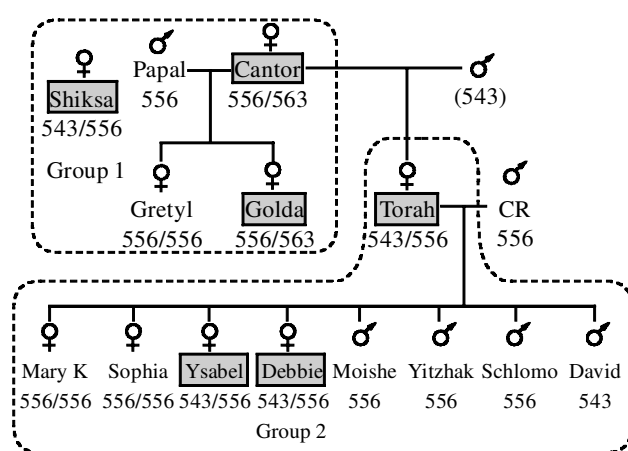 Papal Cantor
Shiksa 556 556/563 (543)
543/556
Group 1
Gretyl Golda Torah CR
556/556 556/563 543/556 556
Mary K Sophia Ysabel Debbie Moishe Yitzhak Schlomo David
556/556 556/556 543/556 543/556 556 556 556 543
Group 2